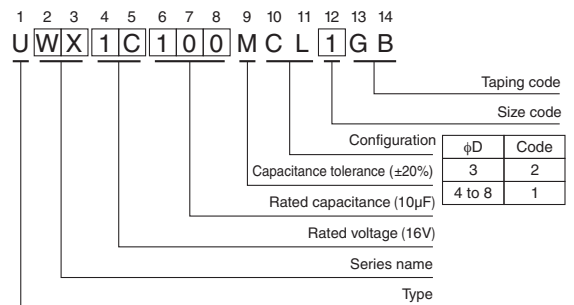 1 2 3 4 5 6 7 8 9 10 11 12 13 14
U W X 1 C 1 0 0 M C L 1 G B
Taping code
Size code
Configuration
Capacitance tolerance (±20%)
Rated capacitance (10µF)
Rated voltage (16V)
Series name
Type
ϕD Code
3 2
4 to 8 1